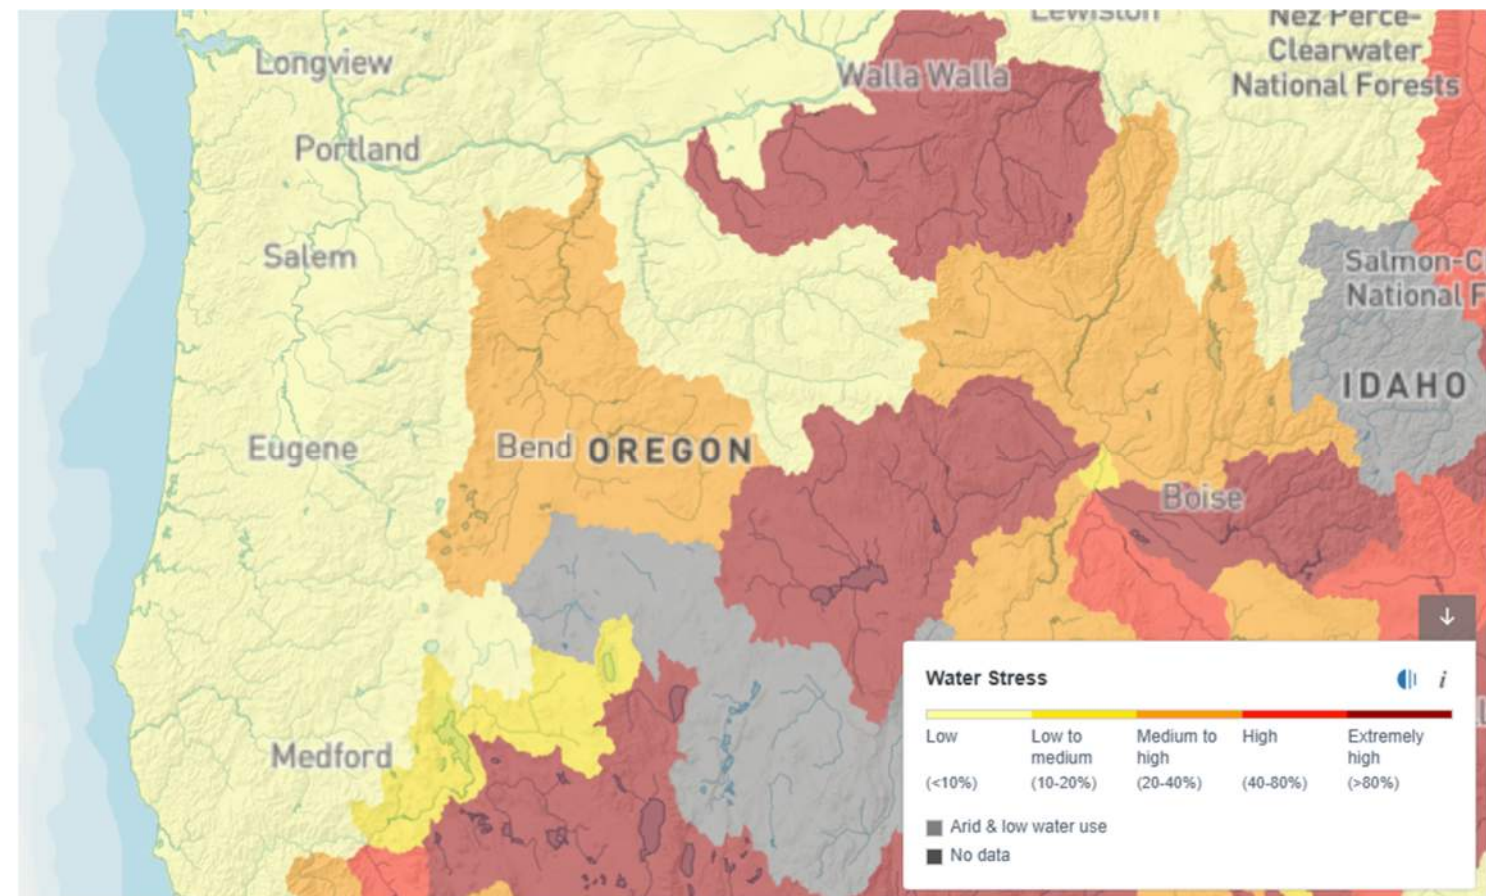 Lewiston
Nez Perce-
Clearwater
National Forests
Longview
Walla Walla
Portland
Salem
Salmon-C
National F
IDAHO
Eugene
Bend OREGON
Boise
Medford
Water Stress
i
Low
Low to
medium
Medium to
high
High
Extremely
high
(<10%)
(10-20%)
(20-40%)
(40-80%)
(>80%)
Arid & low water use
No data